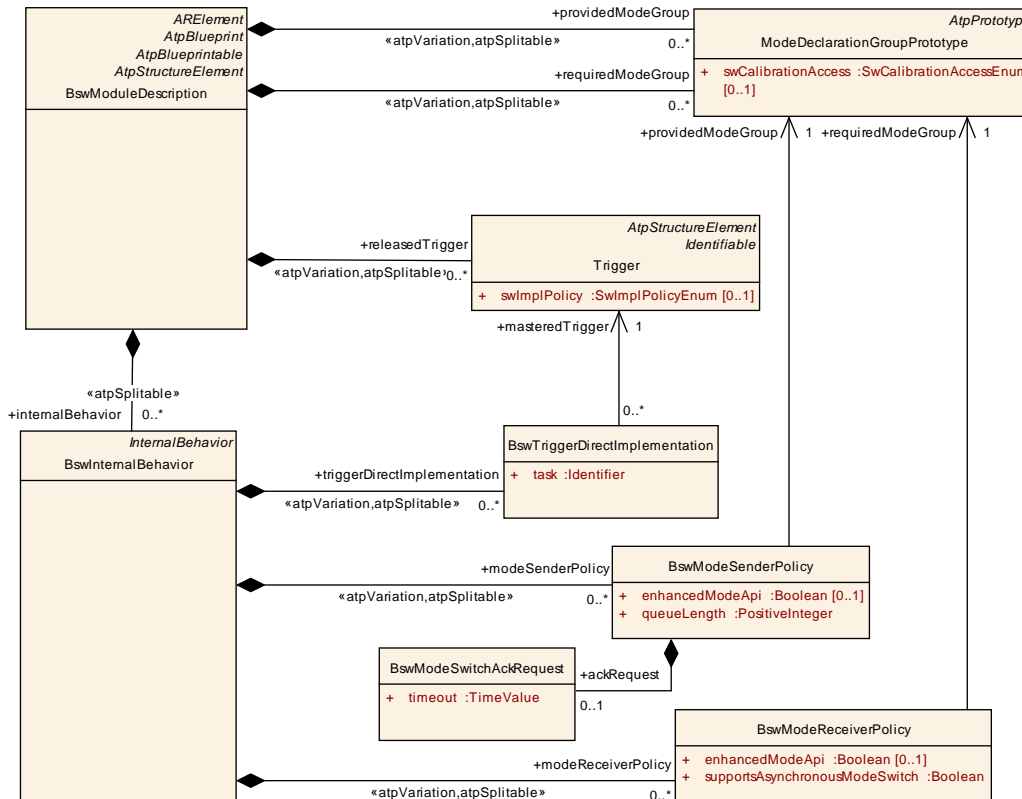 ARElement
AtpBlueprint
AtpBlueprintable
AtpStructureElement
BswModuleDescription
+providedModeGroup
«atpVariation,atpSplitable»
0..*
+requiredModeGroup
«atpVariation,atpSplitable»
0..*
AtpPrototyp
ModeDeclarationGroupPrototype
+ swCalibrationAccess :SwCalibrationAccessEnum
[0..1]
+providedModeGroup
1
+requiredModeGroup
1
+releasedTrigger
«atpVariation,atpSplitable»
0..*
AtpStructureElement
Identifiable
Trigger
+ swImplPolicy :SwImplPolicyEnum [0..1]
+masteredTrigger
1
0..*
«atpSplitable»
+internalBehavior
0..*
InternalBehavior
BswInternalBehavior
+triggerDirectImplementation
«atpVariation,atpSplitable»
0..*
BswTriggerDirectImplementation
+ task :Identifier
+modeSenderPolicy
«atpVariation,atpSplitable»
0..*
BswModeSenderPolicy
+ enhancedModeApi :Boolean [0..1]
+ queueLength :PositiveInteger
BswModeSwitchAckRequest
+ timeout :TimeValue
+ackRequest
0..1
+modeReceiverPolicy
«atpVariation,atpSplitable»
0..*
BswModeReceiverPolicy
+ enhancedModeApi :Boolean [0..1]
+ supportsAsynchronousModeSwitch :Boolean